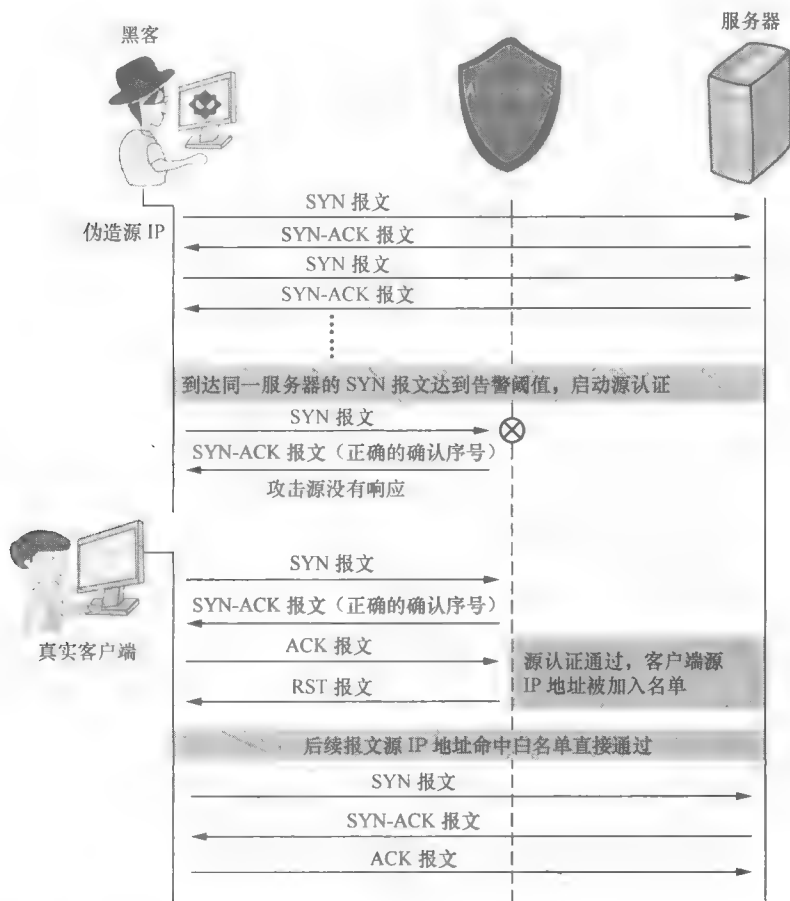 黑客
服务器
SYN 报文
伪造源 IP
SYN-ACK 报文
SYN 报文
SYN-ACK 报文
到达同一服务器的 SYN 报文达到告警阈值，启动源认证
SYN 报文
SYN-ACK 报文（正确的确认序号）
攻击源没有响应
SYN 报文
SYN-ACK 报文（正确的确认序号）
真实客户端
ACK 报文
源认证通过，客户端源
IP 地址被加入名单
RST 报文
后续报文源 IP 地址命中白名单直接通过
SYN 报文
SYN-ACK 报文
ACK 报文